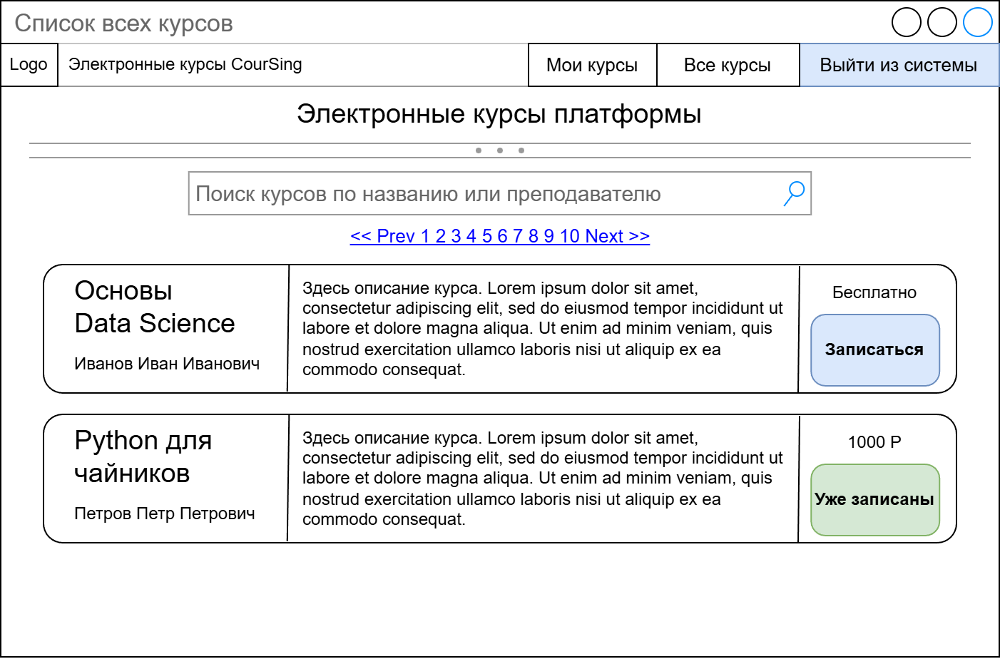 Список всех курсов
Logo
Электронные курсы CourSing
Мои курсы
Все курсы
Выйти из системы
Электронные курсы платформы
Поиск курсов по названию или преподавателю
<< Prev 1 2 3 4 5 6 7 8 9 10 Next >>
Основы
Data Science
Иванов Иван Иванович
Здесь описание курса. Lorem ipsum dolor sit amet,
consectetur adipiscing elit, sed do eiusmod tempor incididunt ut
labore et dolore magna aliqua. Ut enim ad minim veniam, quis
nostrud exercitation ullamco laboris nisi ut aliquip ex ea
commodo consequat.
Бесплатно
Записаться
Python для
чайников
Петров Петр Петрович
Здесь описание курса. Lorem ipsum dolor sit amet,
consectetur adipiscing elit, sed do eiusmod tempor incididunt ut
labore et dolore magna aliqua. Ut enim ad minim veniam, quis
nostrud exercitation ullamco laboris nisi ut aliquip ex ea
commodo consequat.
1000 Р
Уже записаны